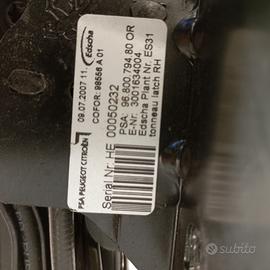 09.07.2007 11.
Edscha
COFOR: 98556 A 01
PSA PEUGEOT CITROËN
Serial Nr. HE 00050232
PSA: 96.800.794.80 OR
E-Nr: 3001634004
Edscha Plant Nr. ES31
tonneau latch RH
subito